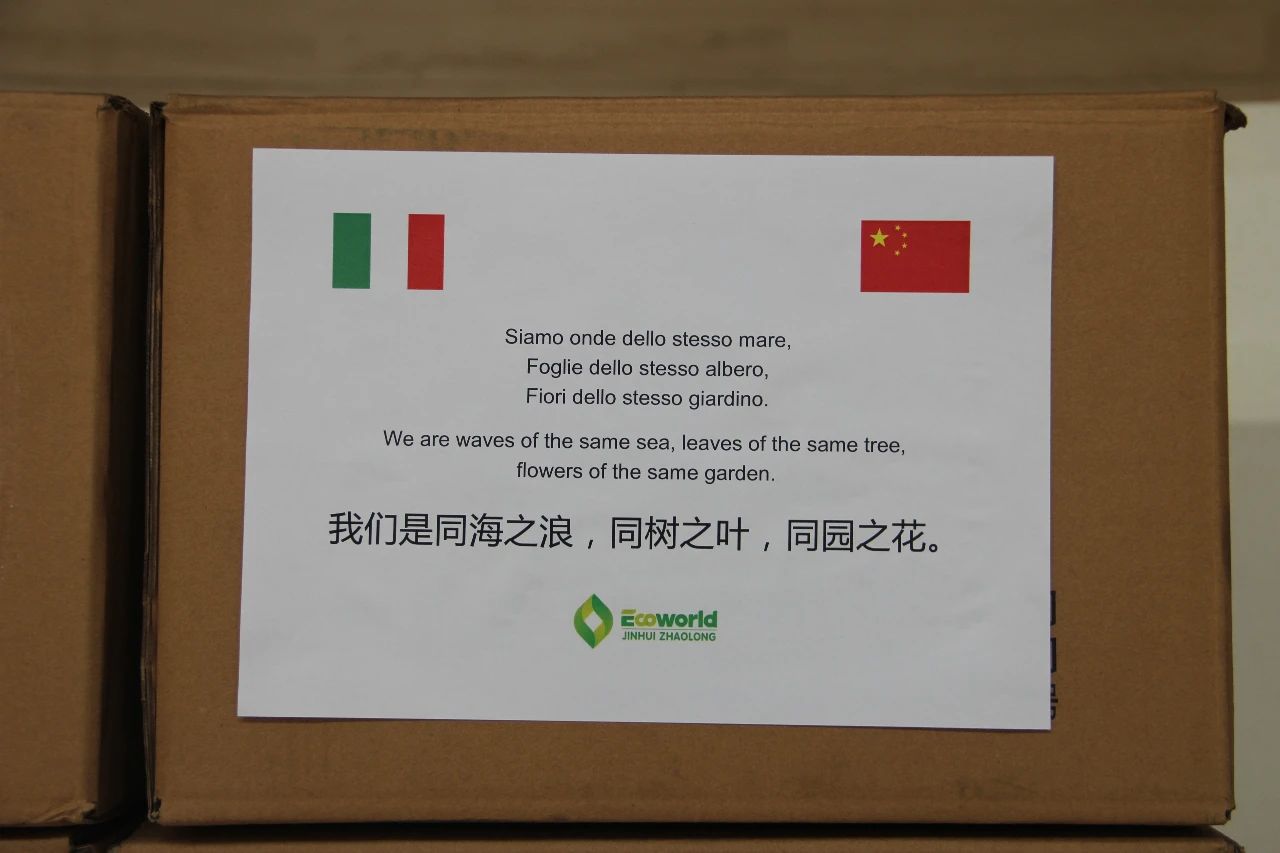 Siamo onde dello stesso mare,
Foglie dello stesso albero,
Fiori dello stesso giardino.
We are waves of the same sea, leaves of the same tree,
flowers of the same garden.
我们是同海之浪，同树之叶，同园之花。
Ecoworld
JINHUI ZHAOLONG